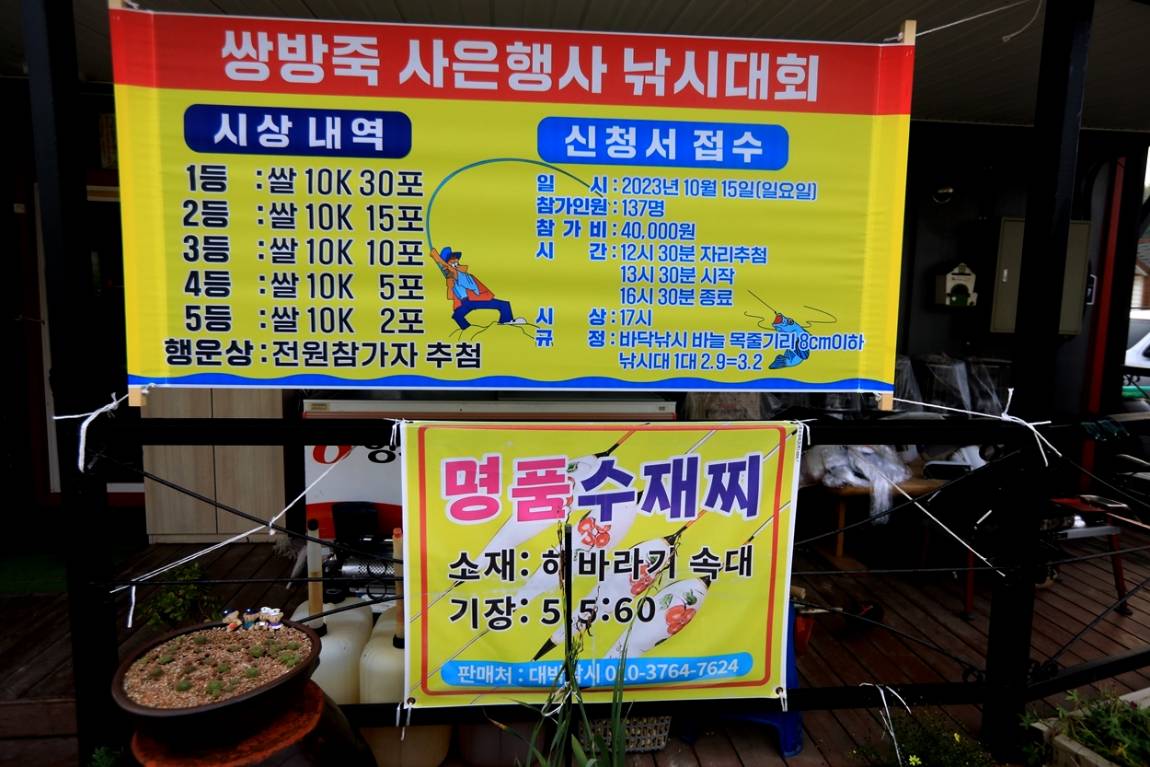 쌍방죽 사은행사 낚시대회
시상 내역
1등 : 쌀 10K 30포
2등 : 쌀 10K 15포
3등 : 쌀 10K 10포
4등 : 쌀 10K 5포
5등 : 쌀 10K 2포
행운상 : 전원참가자 추첨
신청서 접수
일 시 : 2023년 10월 15일(일요일)
참가인원 : 137명
참 가 비 : 40,000원
시 간 : 12시 30분 자리추첨
13시 30분 시작
16시 30분 종료
시 상 : 17시
규 정 : 바닥낚시 바늘 목줄기리 8cm이하
낚시대 1대 2.9=3.2
명품수재찌
소재: 해바라기 속대
기장: 5 5:60
판매처 : 010-3764-7624